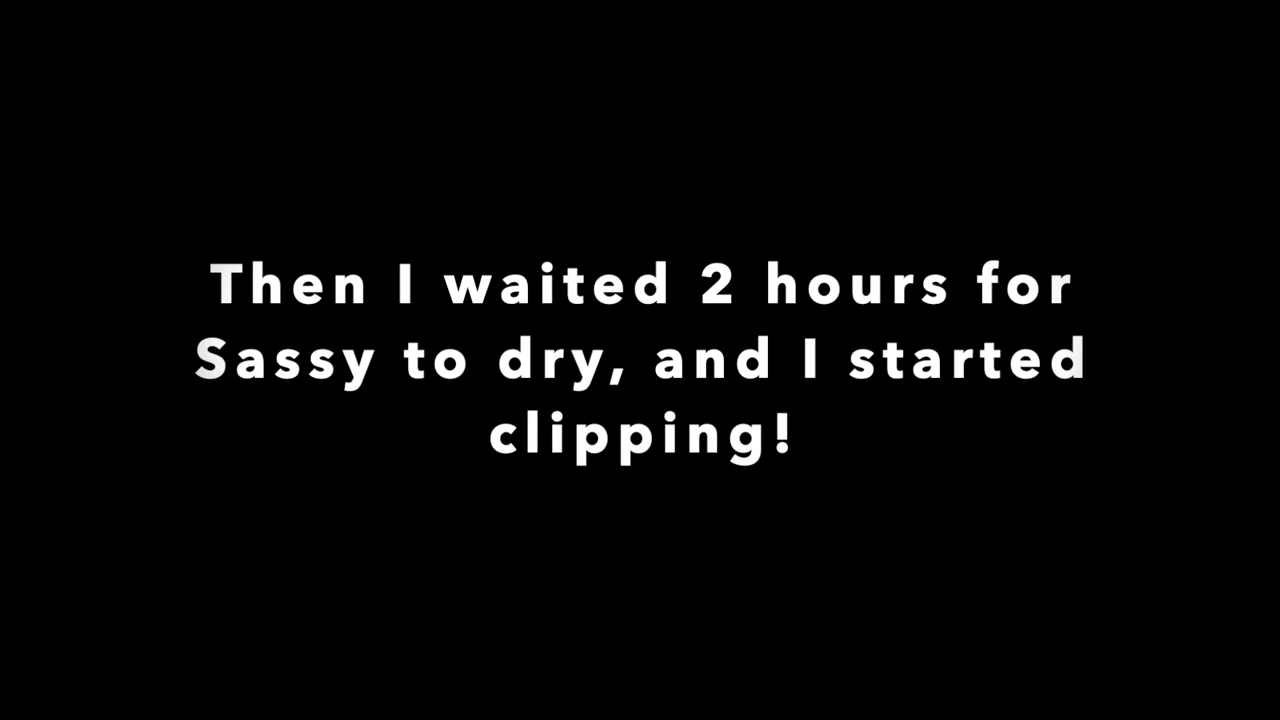 Then I waited 2 hours for
Sassy to dry, and I started
clipping!